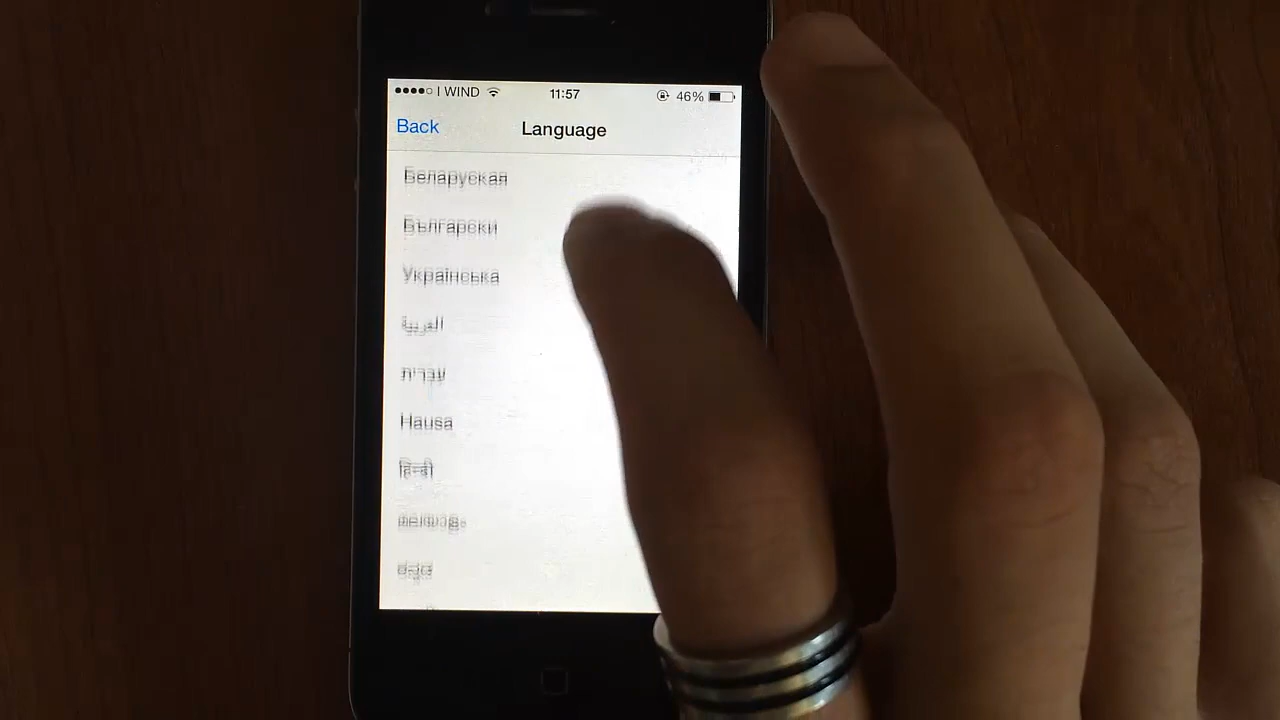 I WIND 11:57 46%
Back Language
Беларуская
Български
Українська
العربية
עברית
Hausa
हिन्दी